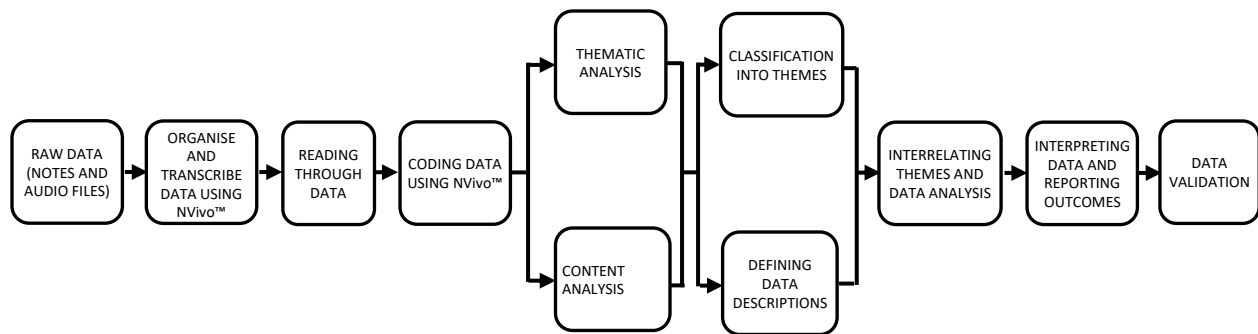 RAW DATA
(NOTES AND
AUDIO FILES)
ORGANISE
AND
TRANSCRIBE
DATA USING
NVivo™
READING
THROUGH
DATA
CODING DATA
USING NVivo™
THEMATIC
ANALYSIS
CONTENT
ANALYSIS
CLASSIFICATION
INTO THEMES
DEFINING
DATA
DESCRIPTIONS
INTERRELATING
THEMES AND
DATA ANALYSIS
INTERPRETING
DATA AND
REPORTING
OUTCOMES
DATA
VALIDATION